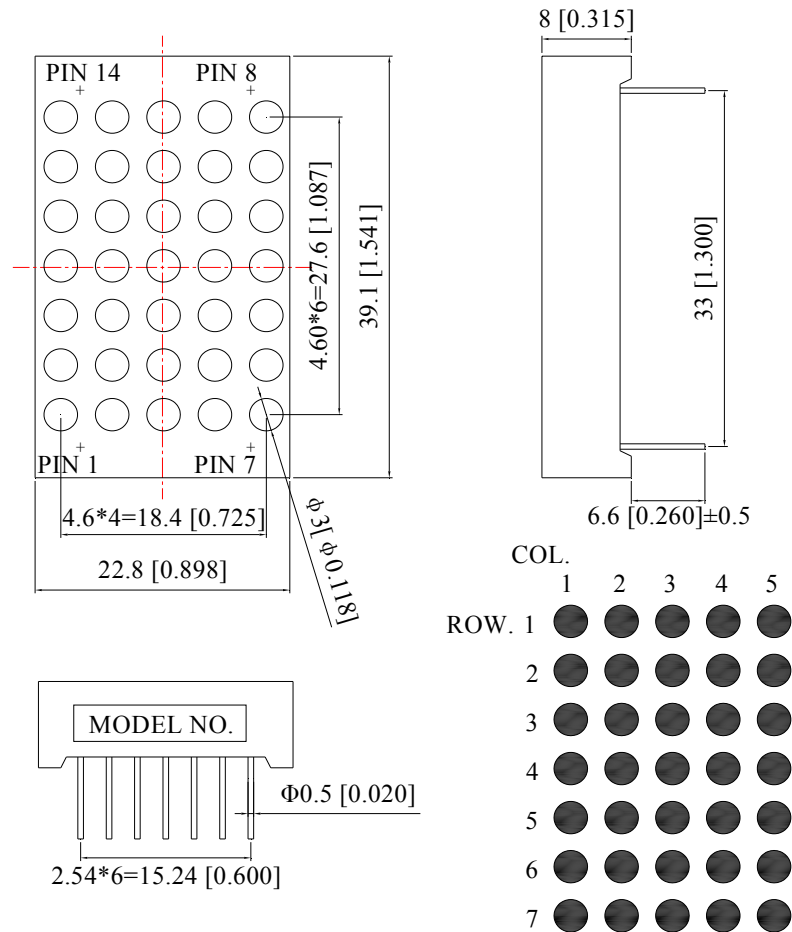 PIN 14 PIN 8
+ +
4.60*6=27.6 [1.087]
39.1 [1.541]
+ +
PIN 1 PIN 7
4.6*4=18.4 [0.725]
22.8 [0.898]
ф3[ф0.118]
8 [0.315]
33 [1.300]
6.6 [0.260]±0.5
MODEL NO.
Φ0.5 [0.020]
2.54*6=15.24 [0.600]
COL.
1 2 3 4 5
ROW. 1
2
3
4
5
6
7